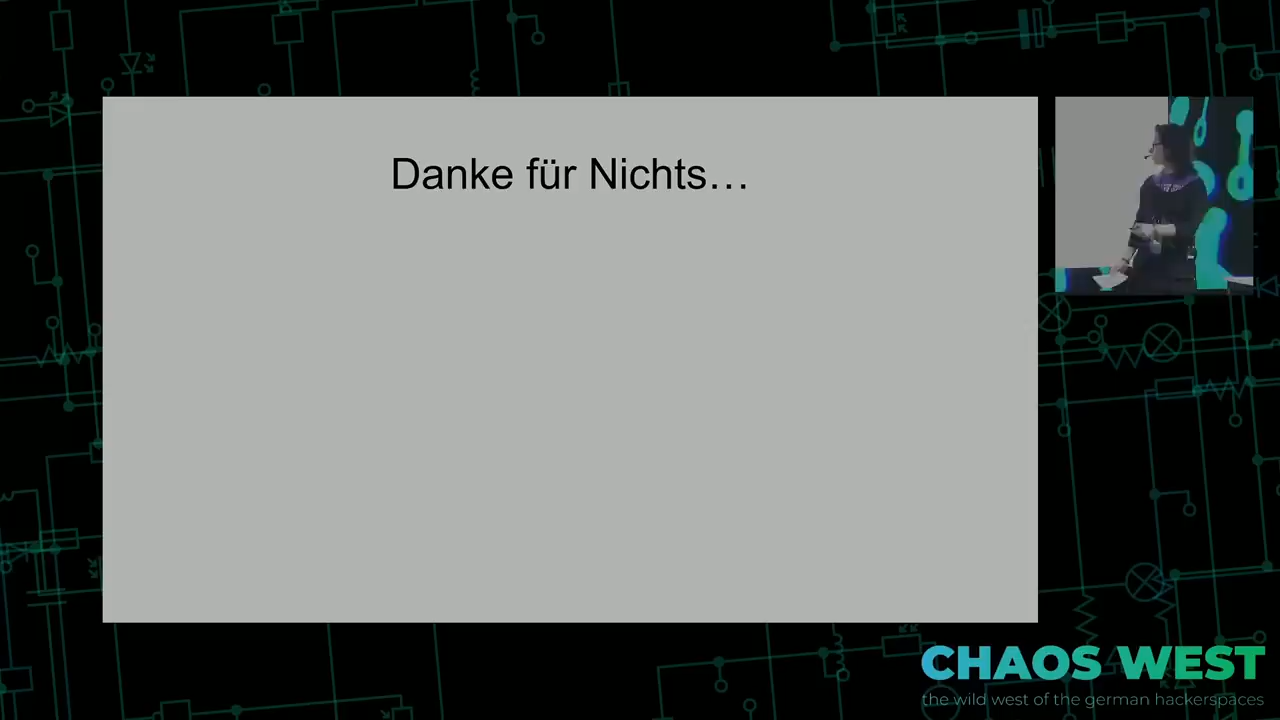 Danke für Nichts…
CHAOS WEST
the wild west of the german hackerspaces